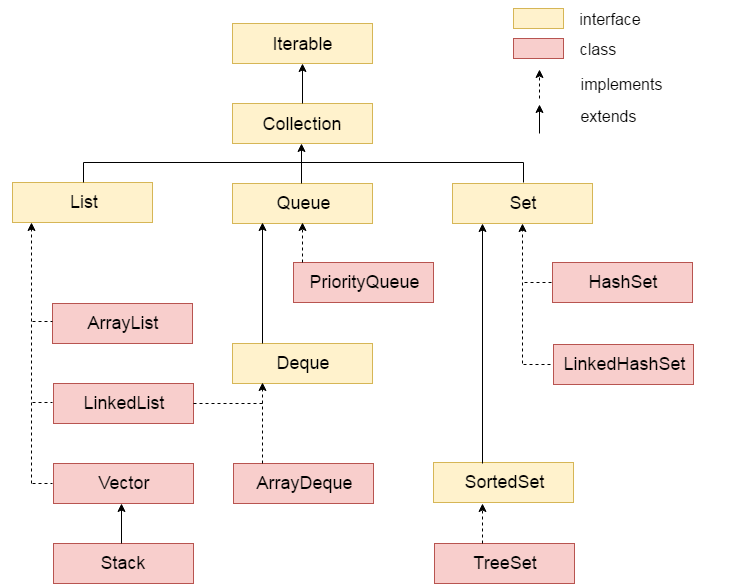 interface
Iterable
class
implements
extends
Collection
List
Queue
Set
PriorityQueue
HashSet
ArrayList
Deque
LinkedHashSet
LinkedList
Vector
ArrayDeque
SortedSet
Stack
TreeSet